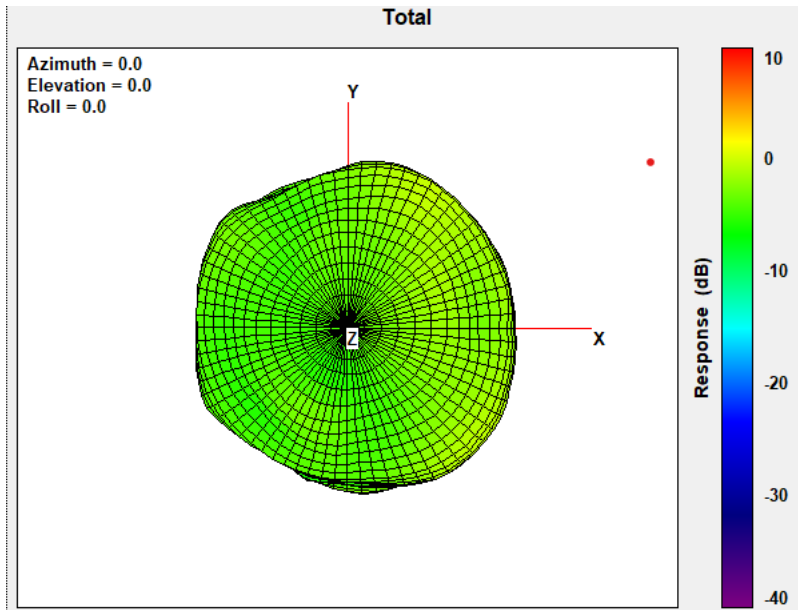 Total
Azimuth = 0.0
Elevation = 0.0
Roll = 0.0
Y
X
Z
10
0
-10
-20
-30
-40
Response (dB)